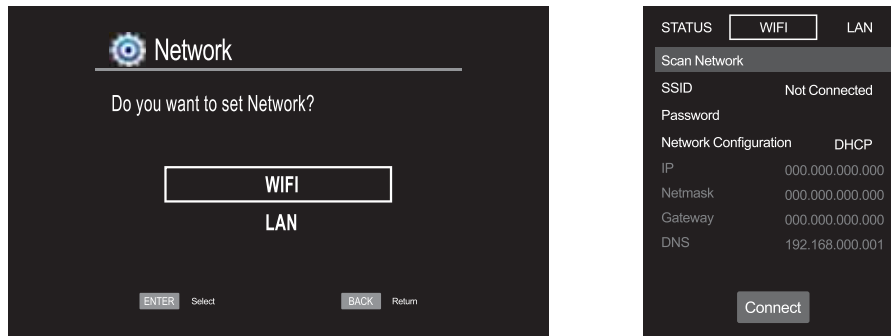 Network
Do you want to set Network?
WIFI
LAN
ENTER Select BACK Return
STATUS WIFI LAN
Scan Network
SSID Not Connected
Password
Network Configuration DHCP
IP 000.000.000.000
Netmask 000.000.000.000
Gateway 000.000.000.000
DNS 192.168.000.001
Connect